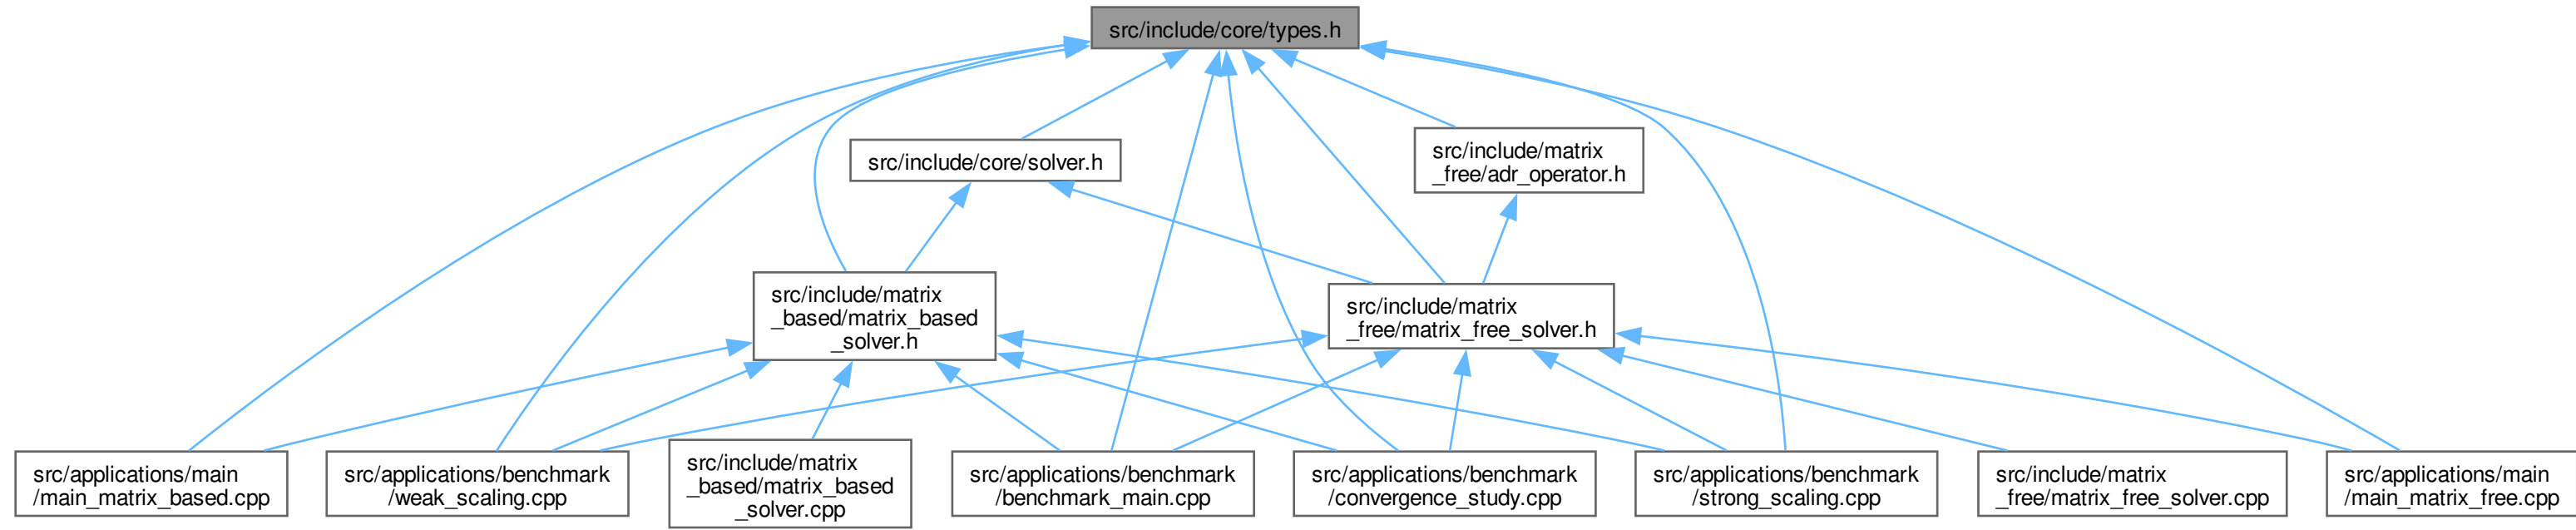 src/include/core/types.h
src/include/core/solver.h
src/include/matrix
_free/adr_operator.h
src/include/matrix
_based/matrix_based
_solver.h
src/include/matrix
_free/matrix_free_solver.h
src/applications/main
/main_matrix_based.cpp
src/applications/benchmark
/weak_scaling.cpp
src/include/matrix
_based/matrix_based
_solver.cpp
src/applications/benchmark
/benchmark_main.cpp
src/applications/benchmark
/convergence_study.cpp
src/applications/benchmark
/strong_scaling.cpp
src/include/matrix
_free/matrix_free_solver.cpp
src/applications/main
/main_matrix_free.cpp